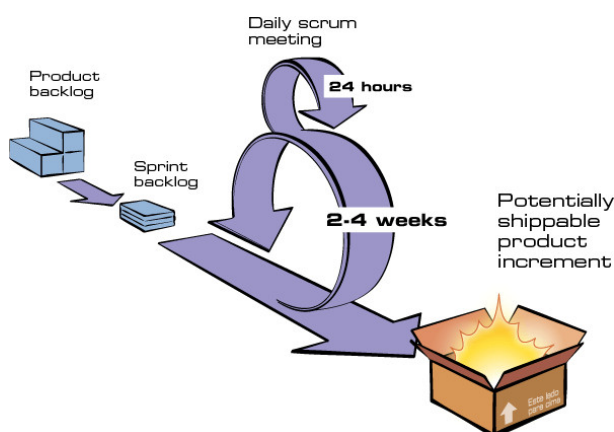 Daily scrum
meeting
24 hours
Product
backlog
Sprint
backlog
2-4 weeks
Potentially
shippable
product
increment
Este lado
para cima